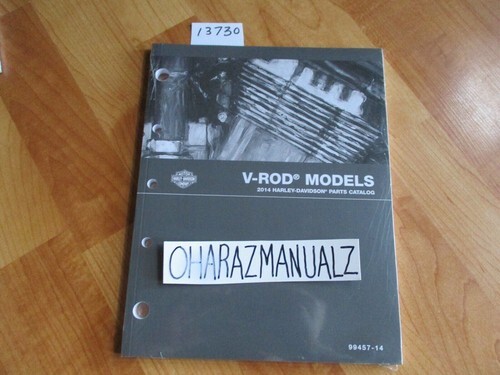 13730
V-ROD® MODELS
2014 HARLEY-DAVIDSON® PARTS CATALOG
OHARAZMANUALZ
99457-14